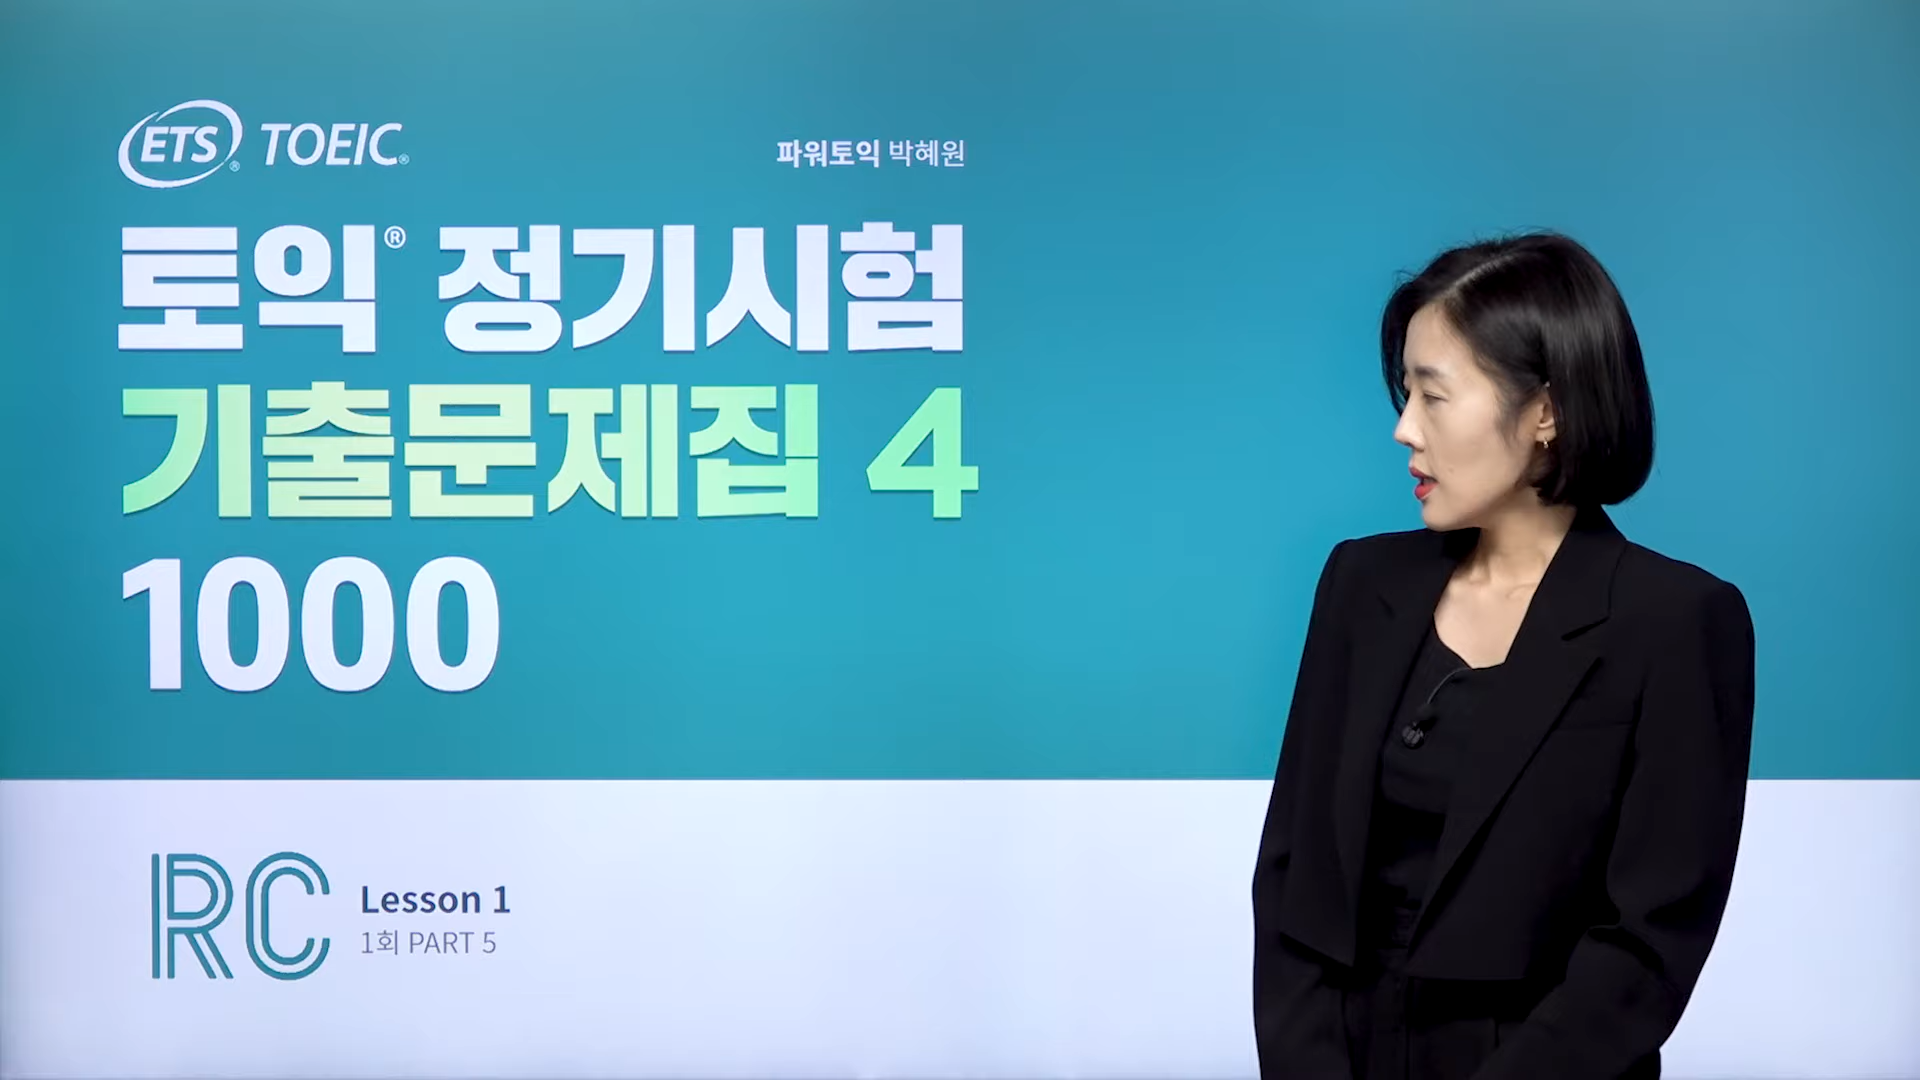 ETS® TOEIC®
파워토익 박혜원
토익® 정기시험
기출문제집 4
1000
RC
Lesson 1
1회 PART 5